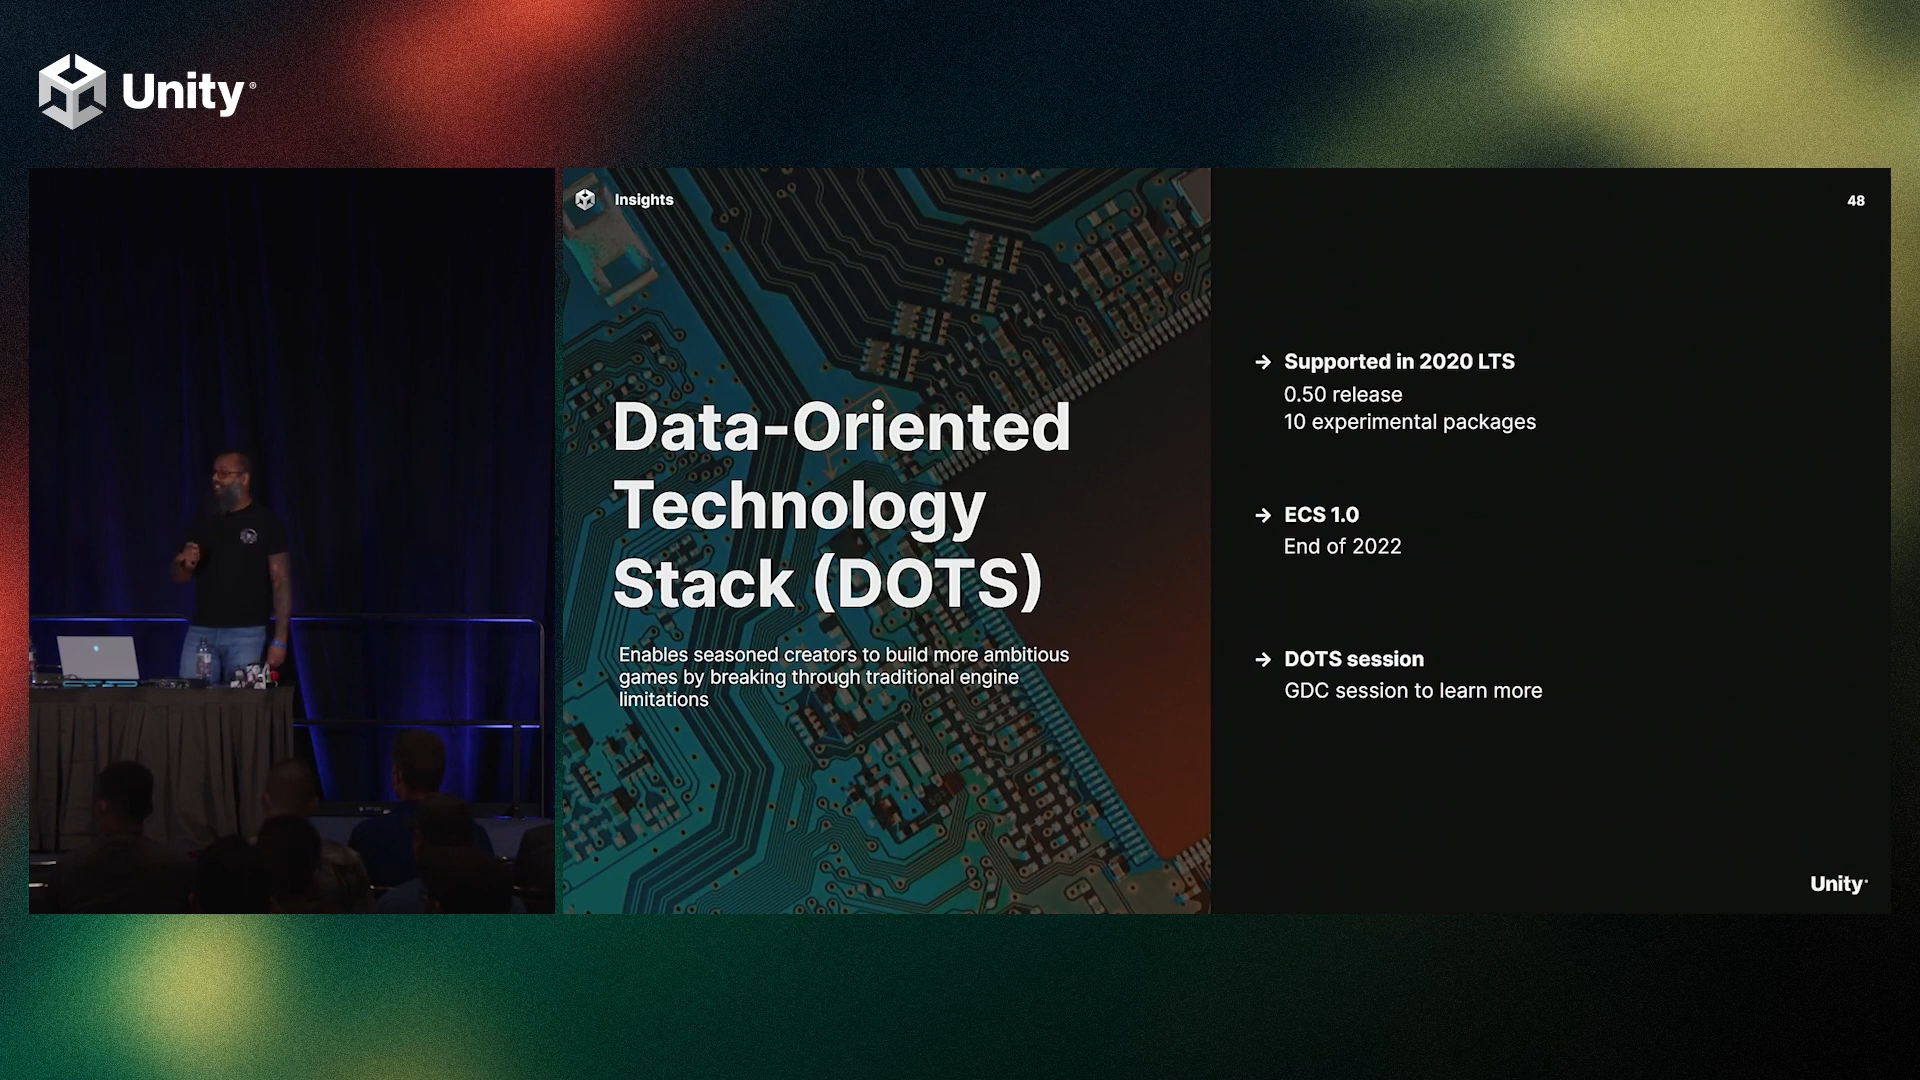 Unity
Insights
48
Data-Oriented
Technology
Stack (DOTS)
Enables seasoned creators to build more ambitious
games by breaking through traditional engine
limitations
→ Supported in 2020 LTS
0.50 release
10 experimental packages
→ ECS 1.0
End of 2022
→ DOTS session
GDC session to learn more
Unity